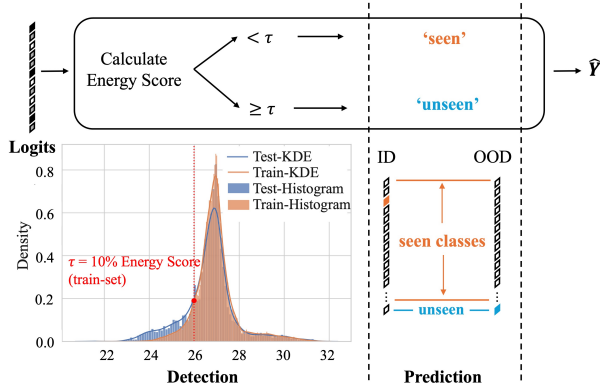 Calculate
Energy Score
< τ
≥ τ
'seen'
'unseen'
Ŷ
Logits
Density
0.8
0.6
0.4
0.2
0.0
22
24
26
28
30
32
Test-KDE
Train-KDE
Test-Histogram
Train-Histogram
τ = 10% Energy Score
(train-set)
Detection
ID
OOD
seen classes
unseen
Prediction